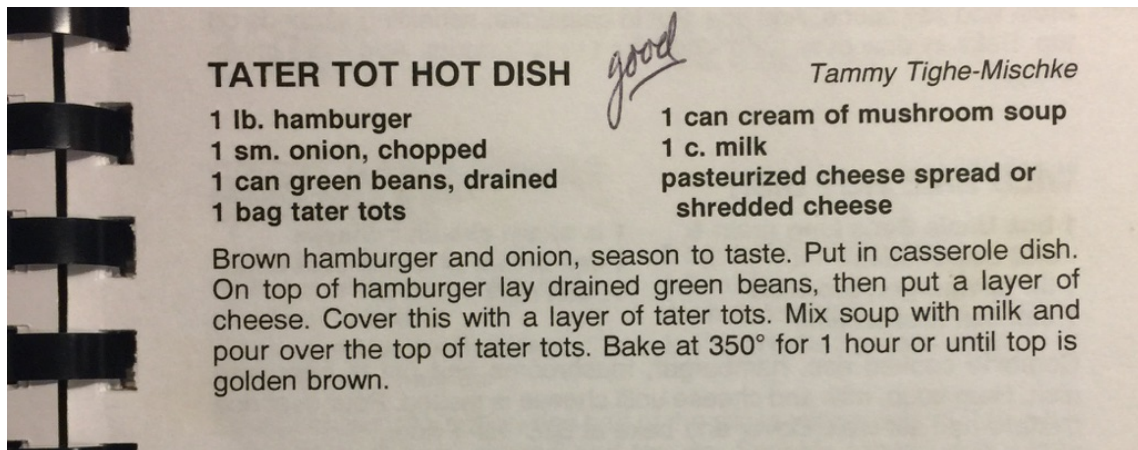 TATER TOT HOT DISH good Tammy Tighe-Mischke
1 lb. hamburger
1 sm. onion, chopped
1 can green beans, drained
1 bag tater tots
1 can cream of mushroom soup
1 c. milk
pasteurized cheese spread or
shredded cheese
Brown hamburger and onion, season to taste. Put in casserole dish.
On top of hamburger lay drained green beans, then put a layer of
cheese. Cover this with a layer of tater tots. Mix soup with milk and
pour over the top of tater tots. Bake at 350° for 1 hour or until top is
golden brown.